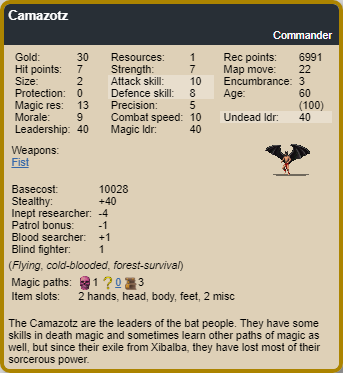 Camazotz
Commander
Gold: 30 Resources: 1 Rec points: 6991
Hit points: 7 Strength: 7 Map move: 22
Size: 2 Attack skill: 10 Encumbrance: 3
Protection: 0 Defence skill: 8 Age: 60
Magic res: 13 Precision: 5 (100)
Morale: 9 Combat speed: 10 Undead ldr: 40
Leadership: 40 Magic ldr: 40
Weapons:
Fist
Basecost: 10028
Stealthy: +40
Inept researcher: -4
Patrol bonus: -1
Blood searcher: +1
Blind fighter: 1
(Flying, cold-blooded, forest-survival)
Magic paths: 1 ? 0 3
Item slots: 2 hands, head, body, feet, 2 misc
The Camazotz are the leaders of the bat people. They have some
skills in death magic and sometimes learn other paths of magic as
well, but since their exile from Xibalba, they have lost most of their
sorcerous power.